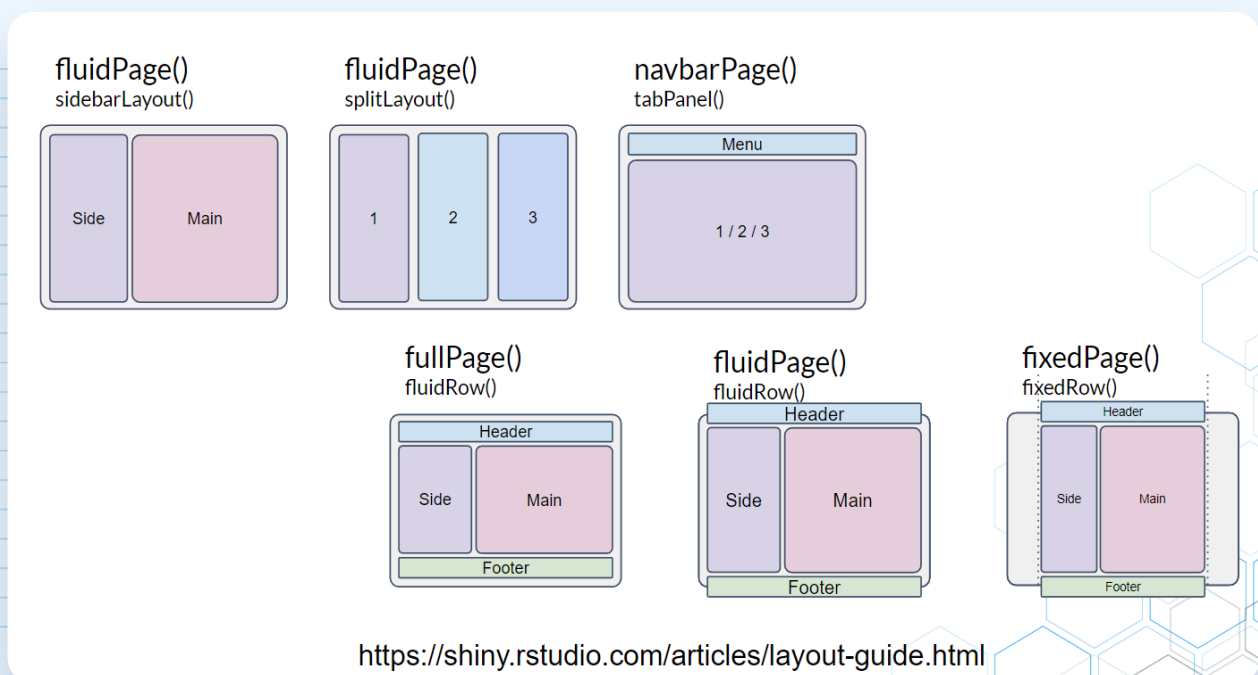 fluidPage()
sidebarLayout()
Side
Main
fluidPage()
splitLayout()
1
2
3
navbarPage()
tabPanel()
Menu
1 / 2 / 3
fullPage()
fluidRow()
Header
Side
Main
Footer
fluidPage()
fluidRow()
Header
Side
Main
Footer
fixedPage()
fixedRow()
Header
Side
Main
Footer
https://shiny.rstudio.com/articles/layout-guide.html